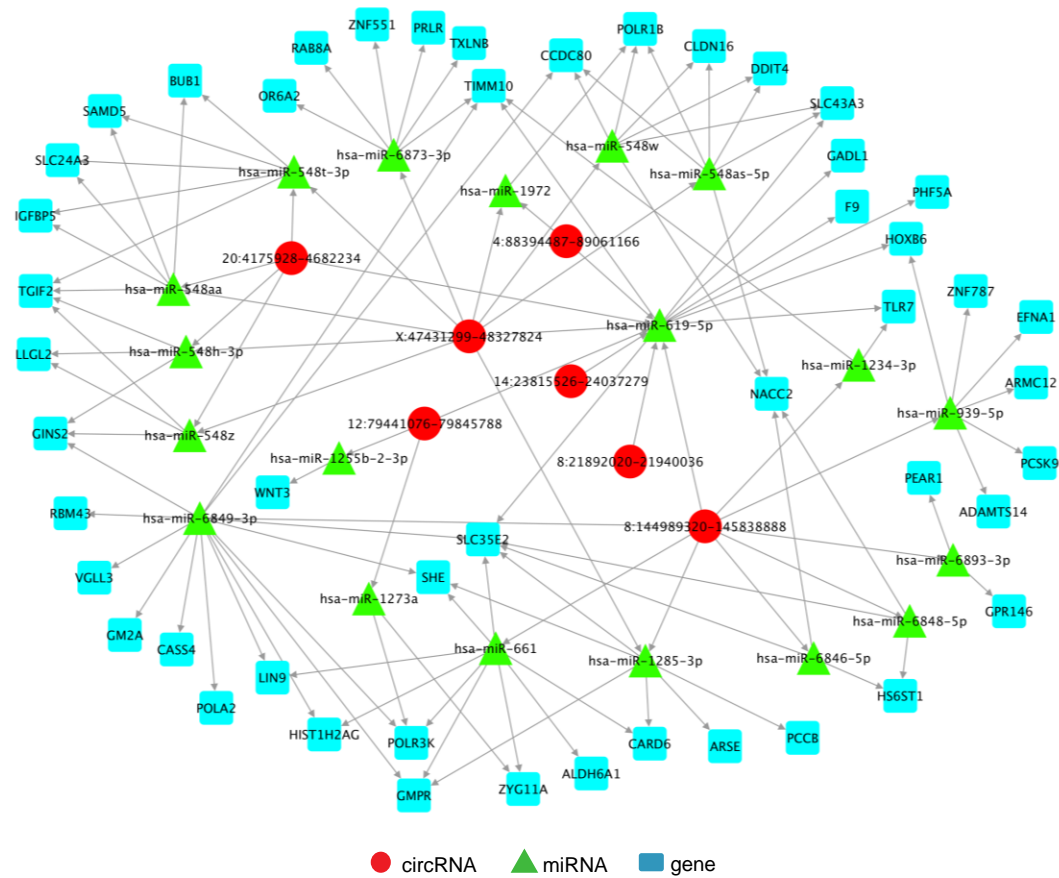 ZNF551
PRLR
RAB8A
TXLNB
POLR1B
CLDN16
CCDC80
DDIT4
BUB1
OR6A2
TIMM10
SAMD5
SLC43A3
SLC24A3
hsa-miR-6873-3p
hsa-miR-548w
GADL1
hsa-miR-548t-3p
hsa-miR-548as-5p
hsa-miR-1972
PHF5A
IGFBP5
F9
4:88394487-89061166
HOXB6
20:4175928-4682234
TGIF2
hsa-miR-548aa
ZNF787
TLR7
EFNA1
hsa-miR-619-5p
X:47431299-48327824
LLGL2
hsa-miR-548h-3p
hsa-miR-1234-3p
14:23815526-24037279
ARMC12
NACC2
hsa-miR-939-5p
12:79441076-79845788
GINS2
hsa-miR-548z
hsa-miR-1255b-2-3p
8:21892020-21940036
PCSK9
PEAR1
WNT3
RBM43
hsa-miR-6849-3p
ADAMTS14
8:144989320-145838888
SLC35E2
hsa-miR-6893-3p
VGLL3
SHE
hsa-miR-1273a
GPR146
hsa-miR-6848-5p
GM2A
CASS4
hsa-miR-661
hsa-miR-1285-3p
hsa-miR-6846-5p
LIN9
HS6ST1
POLA2
HIST1H2AG
POLR3K
CARD6
ARSE
PCCB
ALDH6A1
GMPR
ZYG11A
circRNA miRNA gene